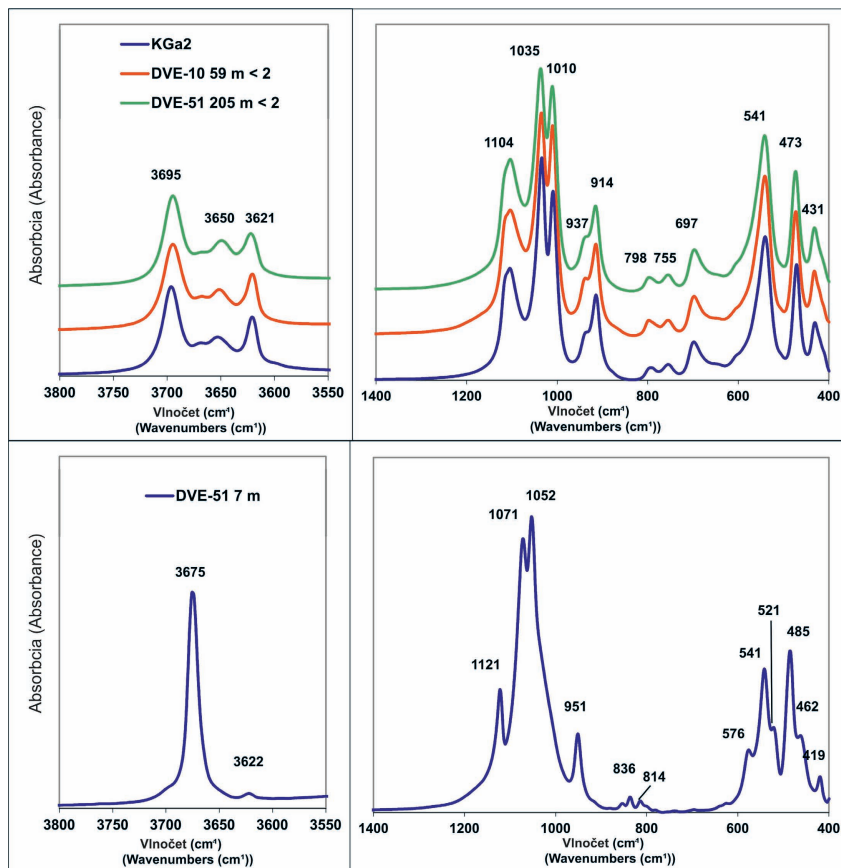 KGa2
DVE-10 59 m < 2
DVE-51 205 m < 2
Absorbcia (Absorbance)
3695
3650
3621
3800 3750 3700 3650 3600 3550
Vlnočet (cm⁻¹)
(Wavenumbers (cm⁻¹))
1035
1010
1104
937
914
798
755
697
541
473
431
1400 1200 1000 800 600 400
Vlnočet (cm⁻¹)
(Wavenumbers (cm⁻¹))
DVE-51 7 m
Absorbcia (Absorbance)
3675
3622
3800 3750 3700 3650 3600 3550
Vlnočet (cm⁻¹)
(Wavenumbers (cm⁻¹))
1052
1071
1121
951
836
814
576
541
521
485
462
419
1400 1200 1000 800 600 400
Vlnočet (cm⁻¹)
(Wavenumbers (cm⁻¹))